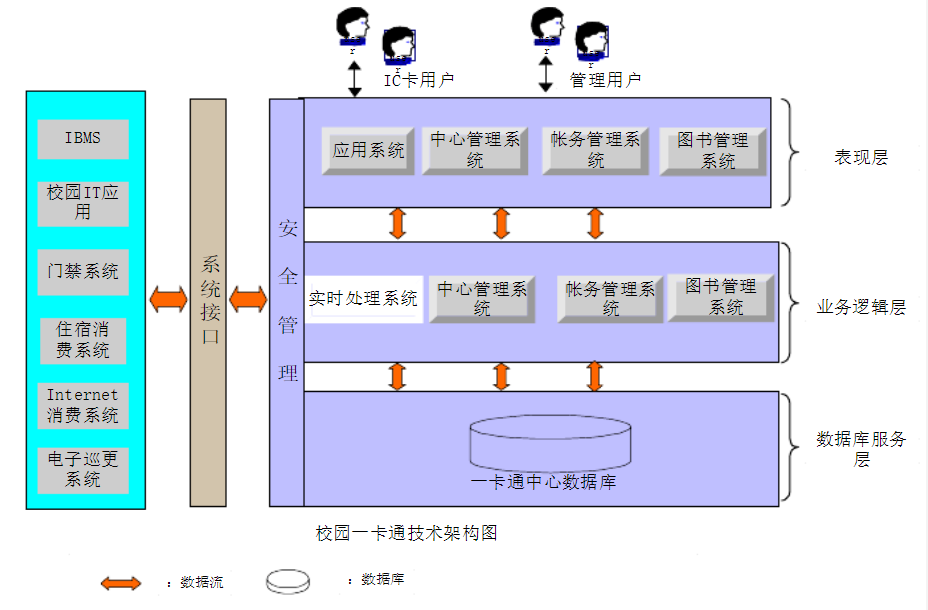 r
r
r
r
IC卡用户
管理用户
IBMS
校园IT应
用
门禁系统
住宿消
费系统
Internet
消费系统
电子巡更
系统
系
统
接
口
安
全
管
理
应用系统
中心管理系
统
帐务管理系
统
图书管理
系统
表现层
实时处理系统
中心管理系
统
帐务管理系
统
图书管理
系统
业务逻辑层
一卡通中心数据库
数据库服务
层
校园一卡通技术架构图
：数据流
：数据库